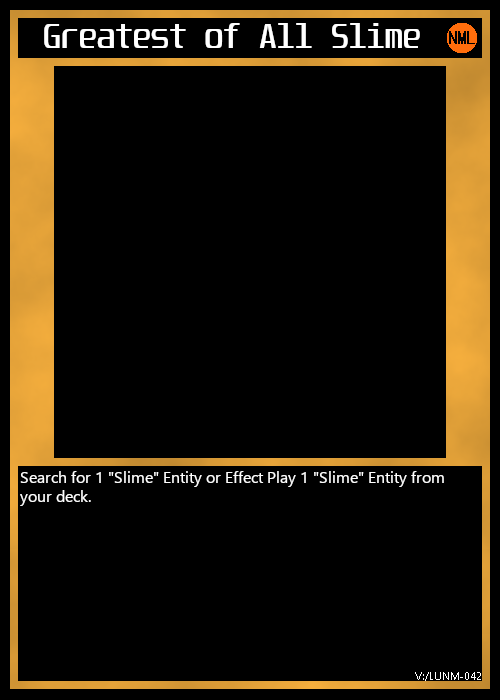 Greatest of All Slime
NML
Search for 1 "Slime" Entity or Effect Play 1 "Slime" Entity from
your deck.
V:/LUNM-042